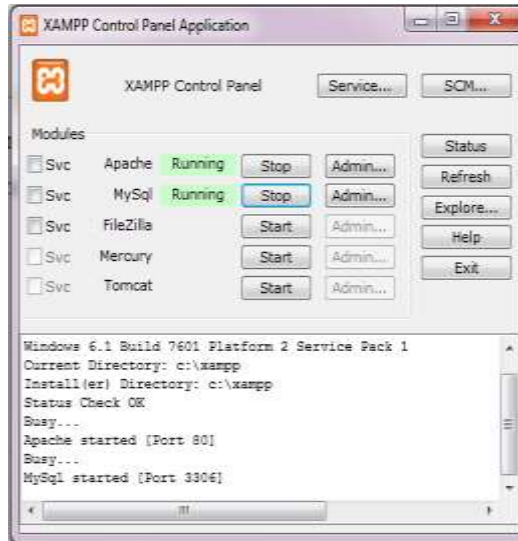 XAMPP Control Panel Application
XAMPP Control Panel Service... SCM...
Modules
Svc Apache Running Stop Admin...
Svc MySql Running Stop Admin...
Svc FileZilla Start Admin...
Svc Mercury Start Admin...
Svc Tomcat Start Admin...
Status
Refresh
Explore...
Help
Exit
Windows 6.1 Build 7601 Platform 2 Service Pack 1
Current Directory: c:\xampp
Install(er) Directory: c:\xampp
Status Check OK
Busy...
Apache started [Port 80]
Busy...
MySql started [Port 3306]